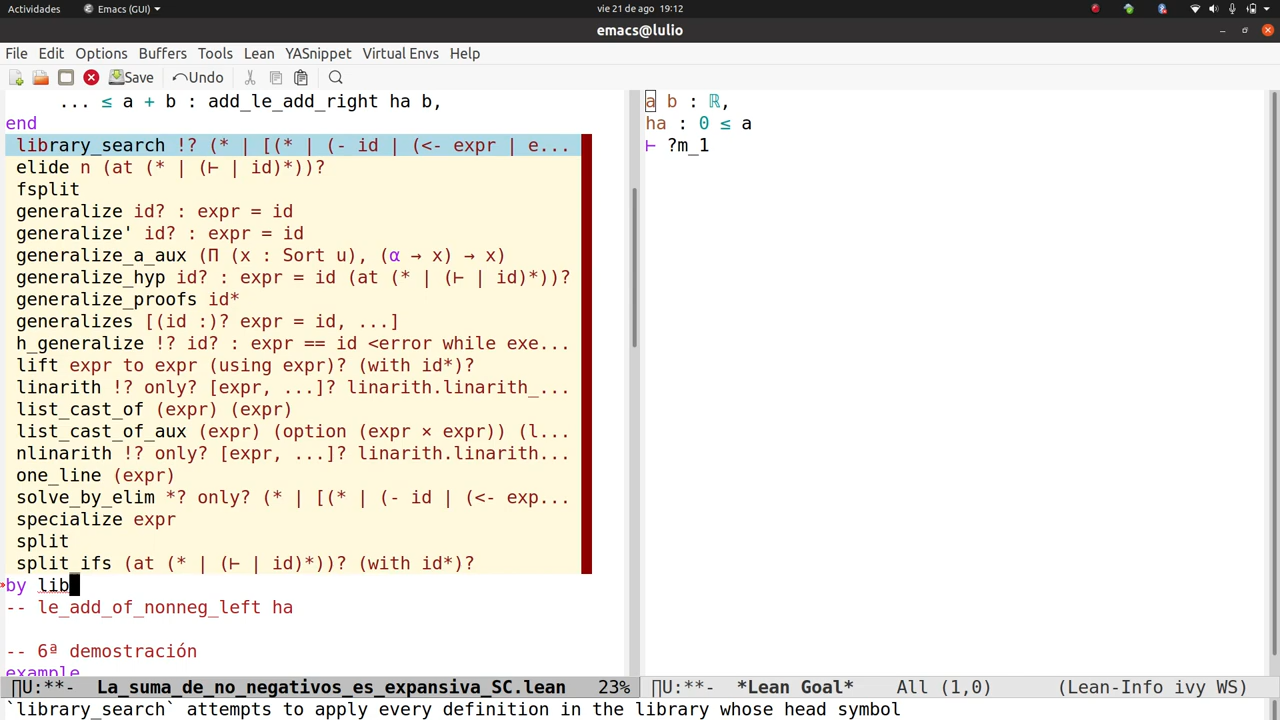 Actividades Emacs (GUI) vie 21 de ago 19:12
emacs@lulio
File Edit Options Buffers Tools Lean YASnippet Virtual Envs Help
Save Undo
... ≤ a + b : add_le_add_right ha b,
end
library_search !? (* | [(* | (- id | (<- expr | e...
elide n (at (* | (⊢ | id)*))?
fsplit
generalize id? : expr = id
generalize' id? : expr = id
generalize_a_aux (Π (x : Sort u), (α → x) → x)
generalize_hyp id? : expr = id (at (* | (⊢ | id)*))?
generalize_proofs id*
generalizes [(id :)? expr = id, ...]
h_generalize !? id? : expr == id <error while exe...
lift expr to expr (using expr)? (with id*)?
linarith !? only? [expr, ...]? linarith.linarith_...
list_cast_of (expr) (expr)
list_cast_of_aux (expr) (option (expr × expr)) (l...
nlinarith !? only? [expr, ...]? linarith.linarith...
one_line (expr)
solve_by_elim *? only? (* | [(* | (- id | (<- exp...
specialize expr
split
split_ifs (at (* | (⊢ | id)*))? (with id*)?
by lib
-- le_add_of_nonneg_left ha
-- 6ª demostración
example
∏U:**- La_suma_de_no_negativos_es_expansiva_SC.lean 23%
`library_search` attempts to apply every definition in the library whose head symbol
a b : ℝ,
ha : 0 ≤ a
⊢ ?m_1
∏U:**- *Lean Goal* All (1,0) (Lean-Info ivy WS)